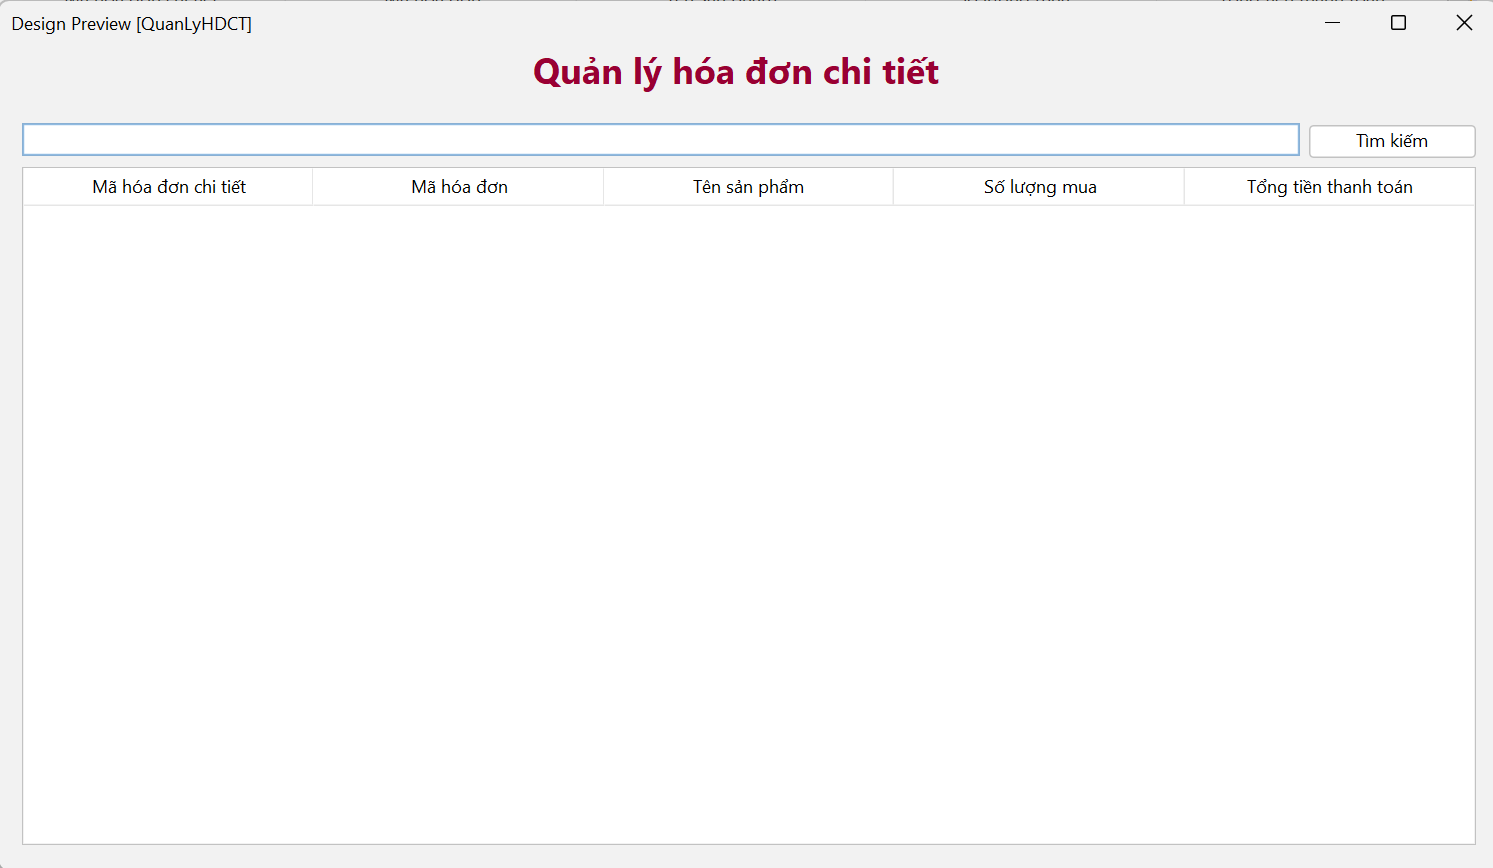 Design Preview [QuanLyHDCT]
Quản lý hóa đơn chi tiết
Tìm kiếm
Mã hóa đơn chi tiết Mã hóa đơn Tên sản phẩm Số lượng mua Tổng tiền thanh toán